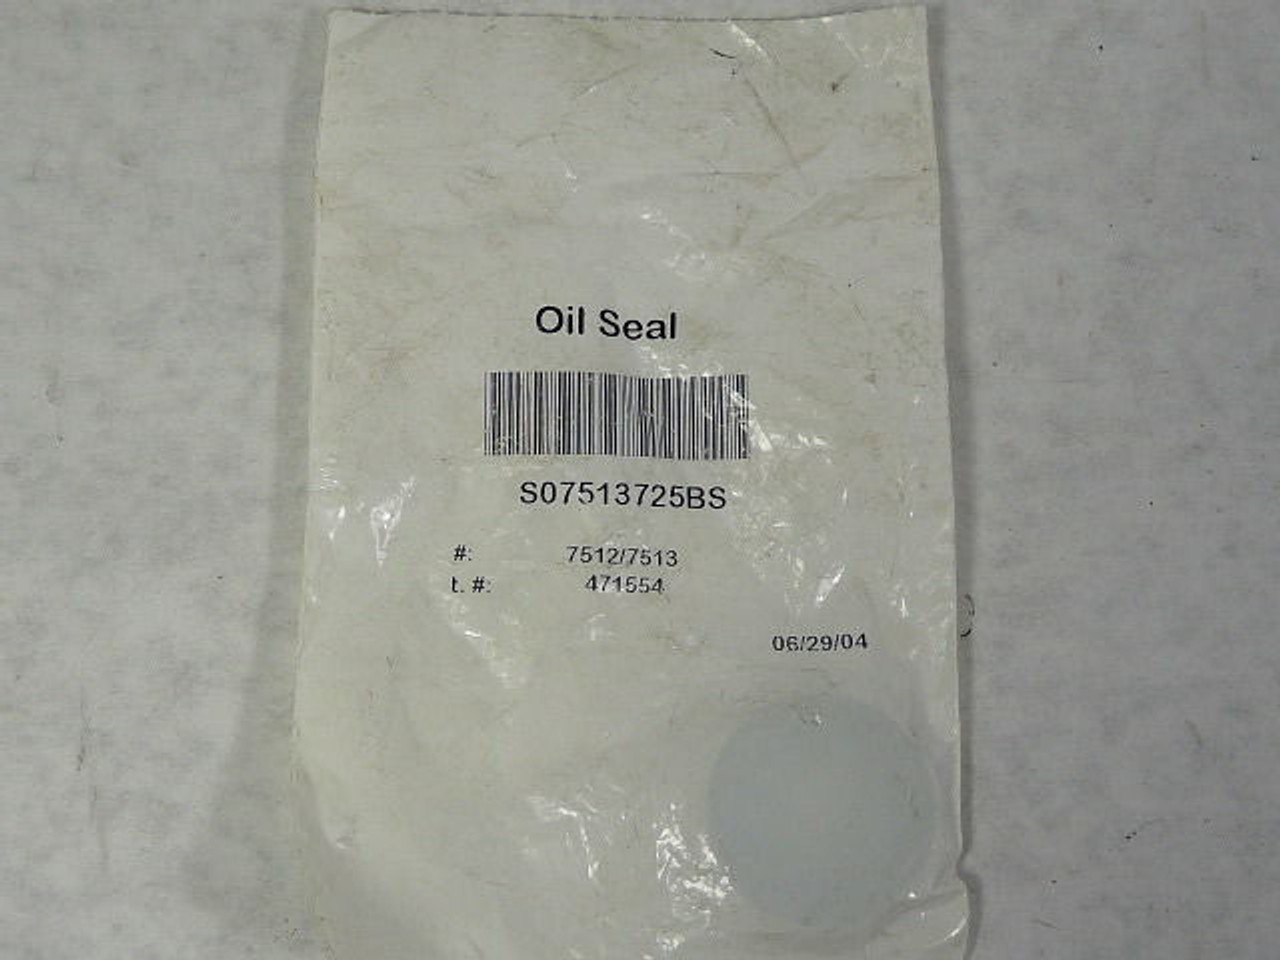 Oil Seal
S07513725BS
#: 7512/7513
t. #: 471554
06/29/04